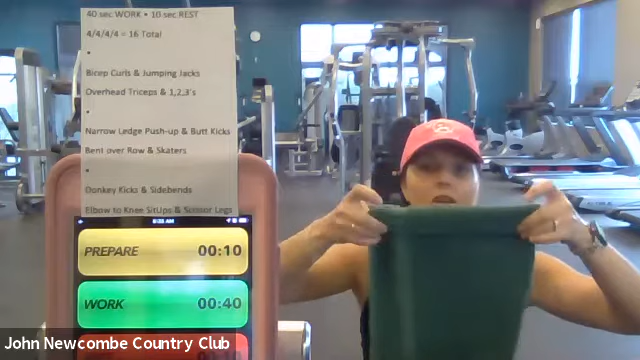 40 sec WORK • 10 sec REST
4/4/4/4 = 16 Total
•
Bicep Curls & Jumping Jacks
Overhead Triceps & 1,2,3's
•
Narrow Ledge Push-up & Butt Kicks
Bent over Row & Skaters
•
Donkey Kicks & Sidebends
Elbow to Knee SitUps & Scissor Legs
PREPARE 00:10
WORK 00:40
John Newcombe Country Club